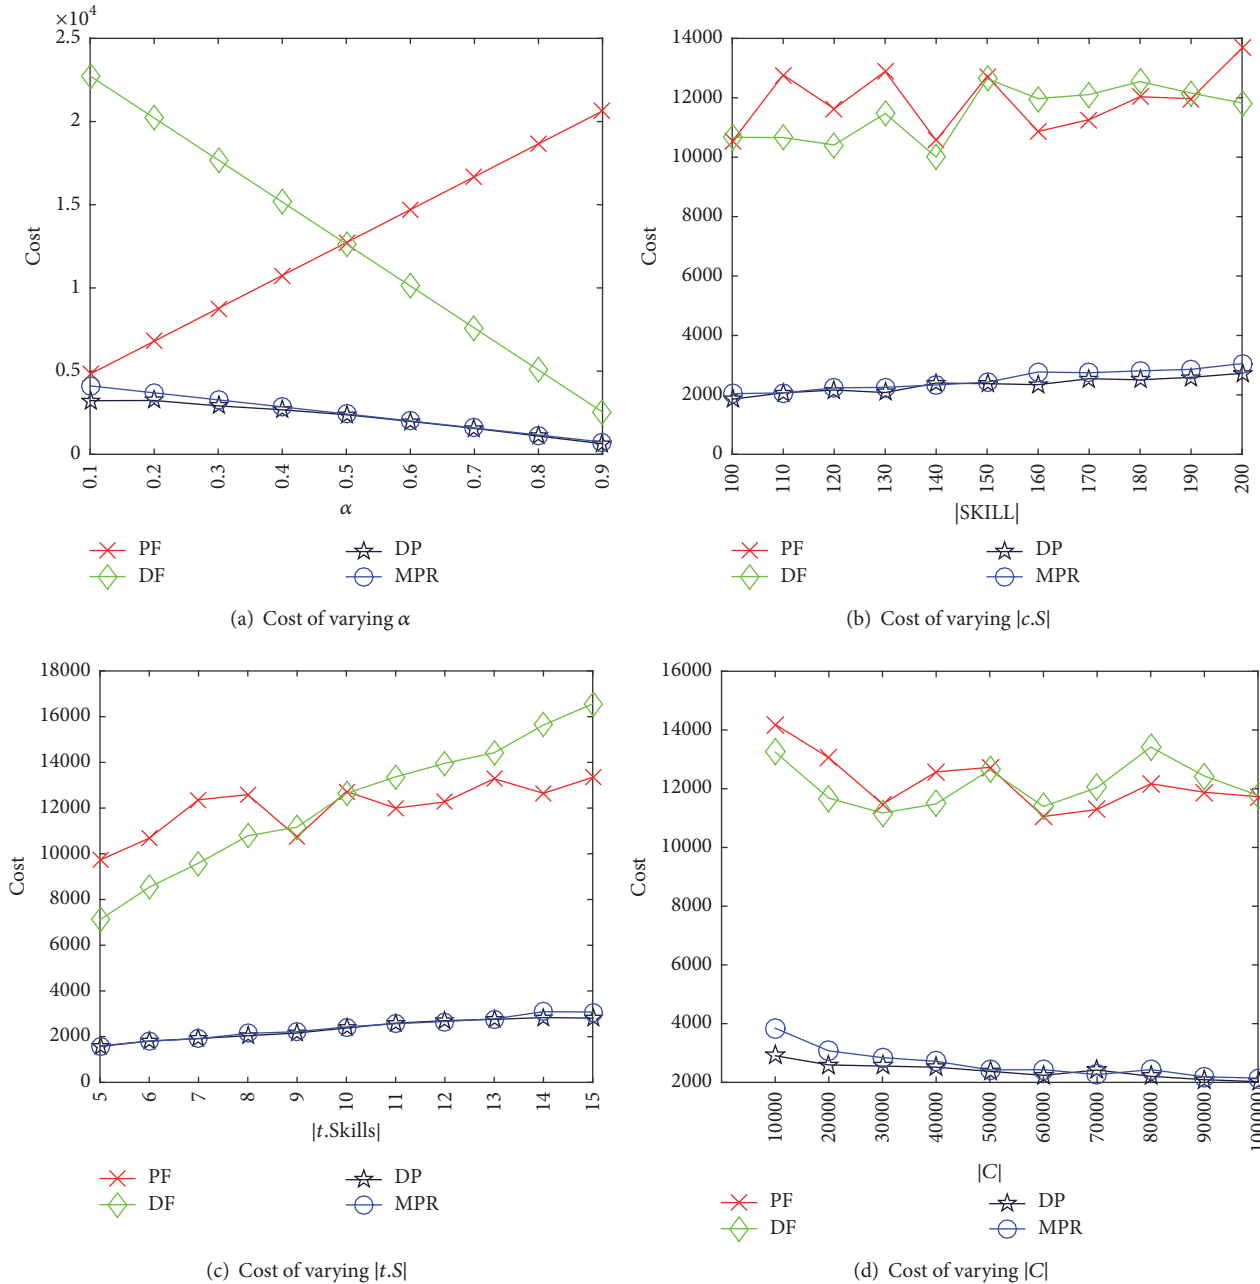 ×10⁴
2.5
2
1.5
1
0.5
0
Cost
0.1 0.2 0.3 0.4 0.5 0.6 0.7 0.8 0.9
α
PF DP
DF MPR
(a) Cost of varying α
14000
12000
10000
8000
6000
4000
2000
0
Cost
100 110 120 130 140 150 160 170 180 190 200
|SKILL|
PF DP
DF MPR
(b) Cost of varying |c.S|
18000
16000
14000
12000
10000
8000
6000
4000
2000
0
Cost
5 6 7 8 9 10 11 12 13 14 15
|t.Skills|
PF DP
DF MPR
(c) Cost of varying |t.S|
16000
14000
12000
10000
8000
6000
4000
2000
Cost
10000 20000 30000 40000 50000 60000 70000 80000 90000
|C|
PF DP
DF MPR
(d) Cost of varying |C|